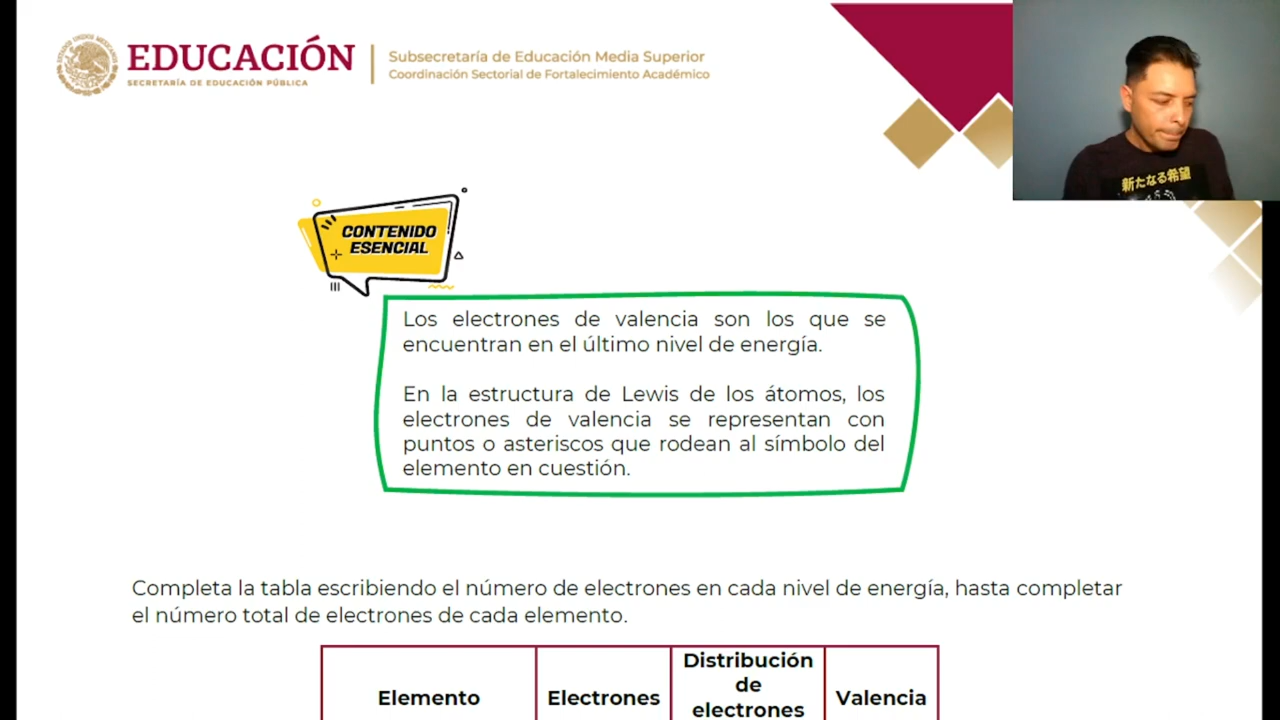 EDUCACIÓN
SECRETARÍA DE EDUCACIÓN PÚBLICA
Subsecretaría de Educación Media Superior
Coordinación Sectorial de Fortalecimiento Académico
新たなる希望
CONTENIDO
ESENCIAL
Los electrones de valencia son los que se
encuentran en el último nivel de energía.
En la estructura de Lewis de los átomos, los
electrones de valencia se representan con
puntos o asteriscos que rodean al símbolo del
elemento en cuestión.
Completa la tabla escribiendo el número de electrones en cada nivel de energía, hasta completar
el número total de electrones de cada elemento.
Elemento
Electrones
Distribución
de
electrones
Valencia